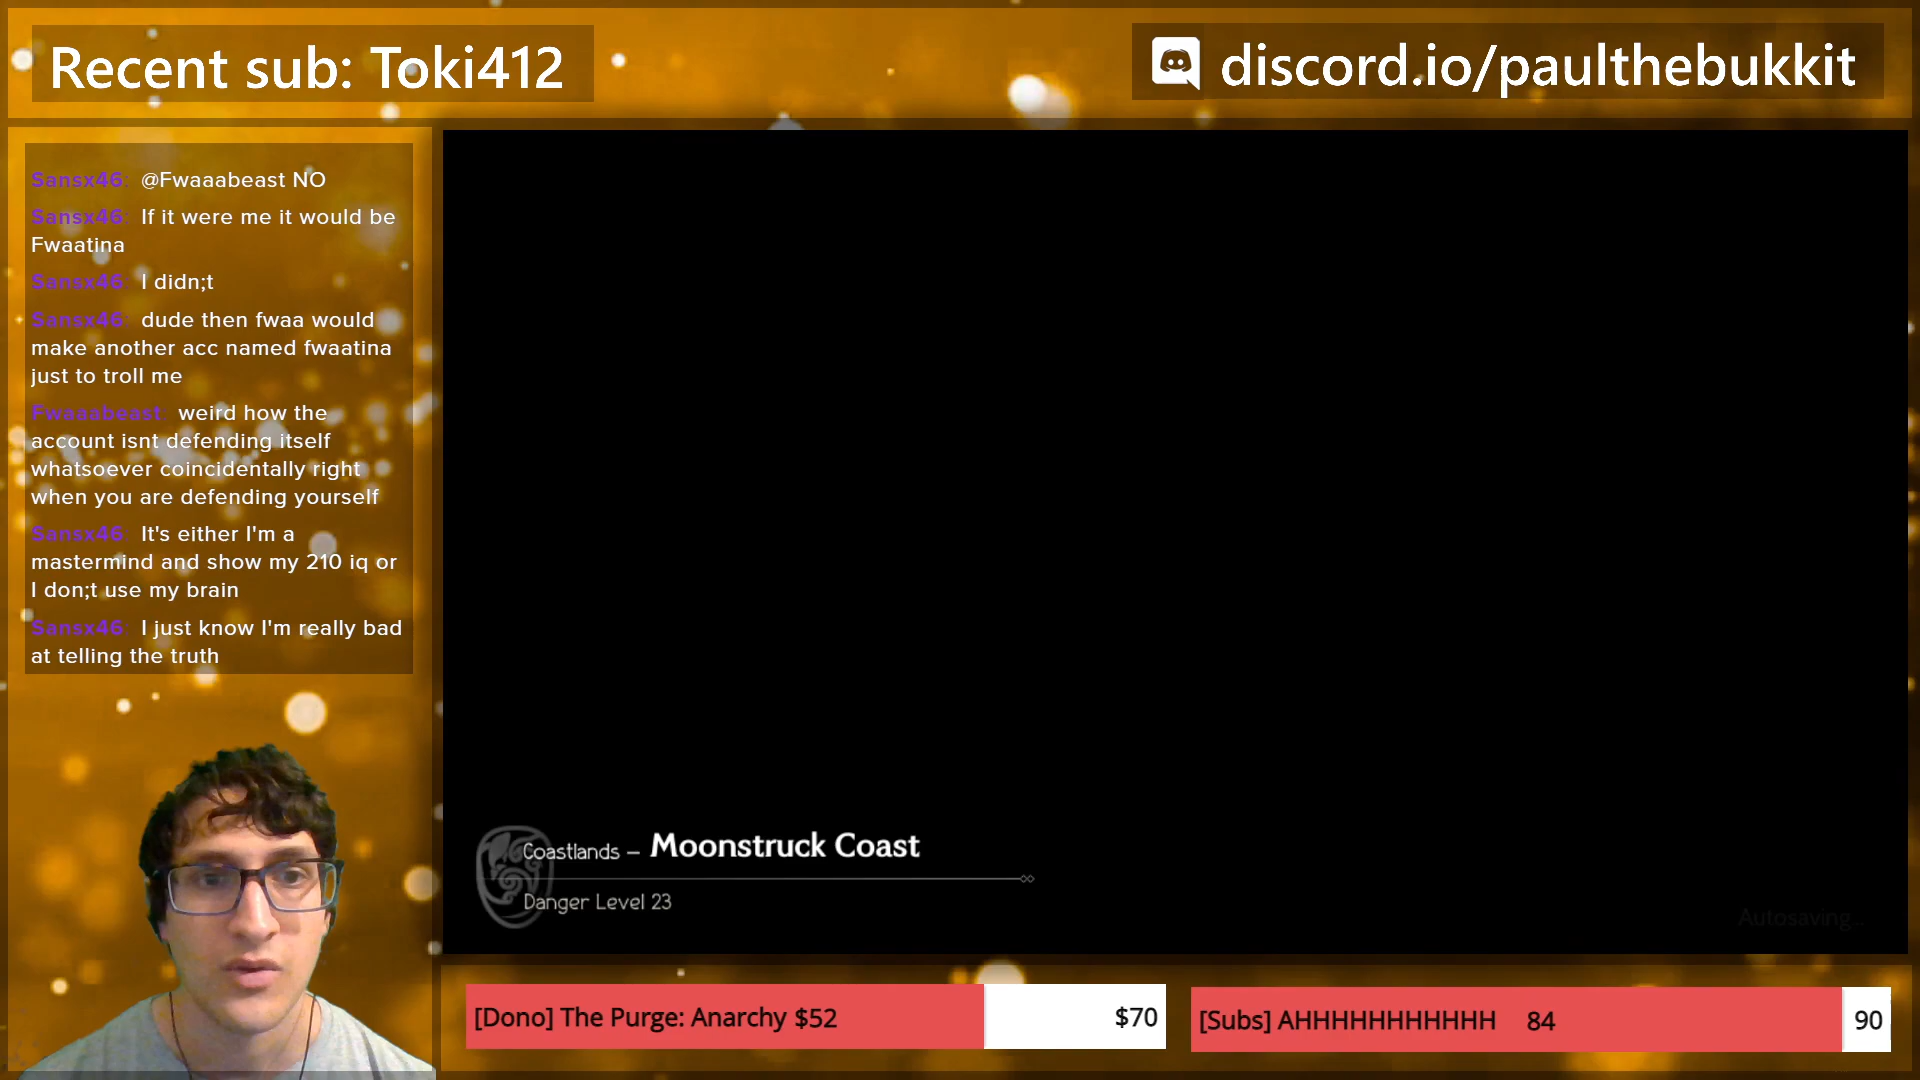 Recent sub: Toki412
discord.io/paulthebukkit
Sansx46: @Fwaaabeast NO
Sansx46: If it were me it would be
Fwaatina
Sansx46: I didn;t
Sansx46: dude then fwaa would
make another acc named fwaatina
just to troll me
Fwaaabeast: weird how the
account isnt defending itself
whatsoever coincidentally right
when you are defending yourself
Sansx46: It's either I'm a
mastermind and show my 210 iq or
I don;t use my brain
Sansx46: I just know I'm really bad
at telling the truth
Coastlands – Moonstruck Coast
Danger Level 23
Autosaving...
[Dono] The Purge: Anarchy $52 $70
[Subs] AHHHHHHHHHHH 84 90